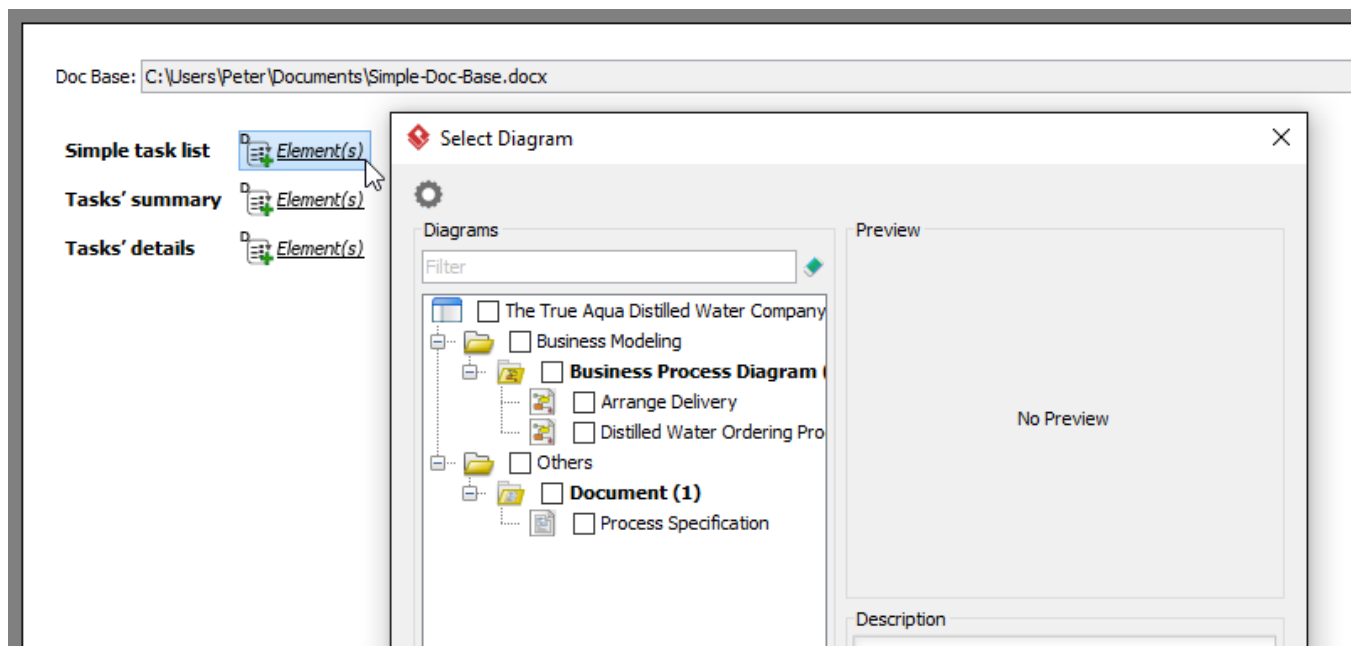 Doc Base: C:\Users\Peter\Documents\Simple-Doc-Base.docx
Simple task list Element(s)
Tasks' summary Element(s)
Tasks' details Element(s)
Select Diagram
Diagrams
Filter
The True Aqua Distilled Water Company
Business Modeling
Business Process Diagram (
Arrange Delivery
Distilled Water Ordering Pro
Others
Document (1)
Process Specification
Preview
No Preview
Description